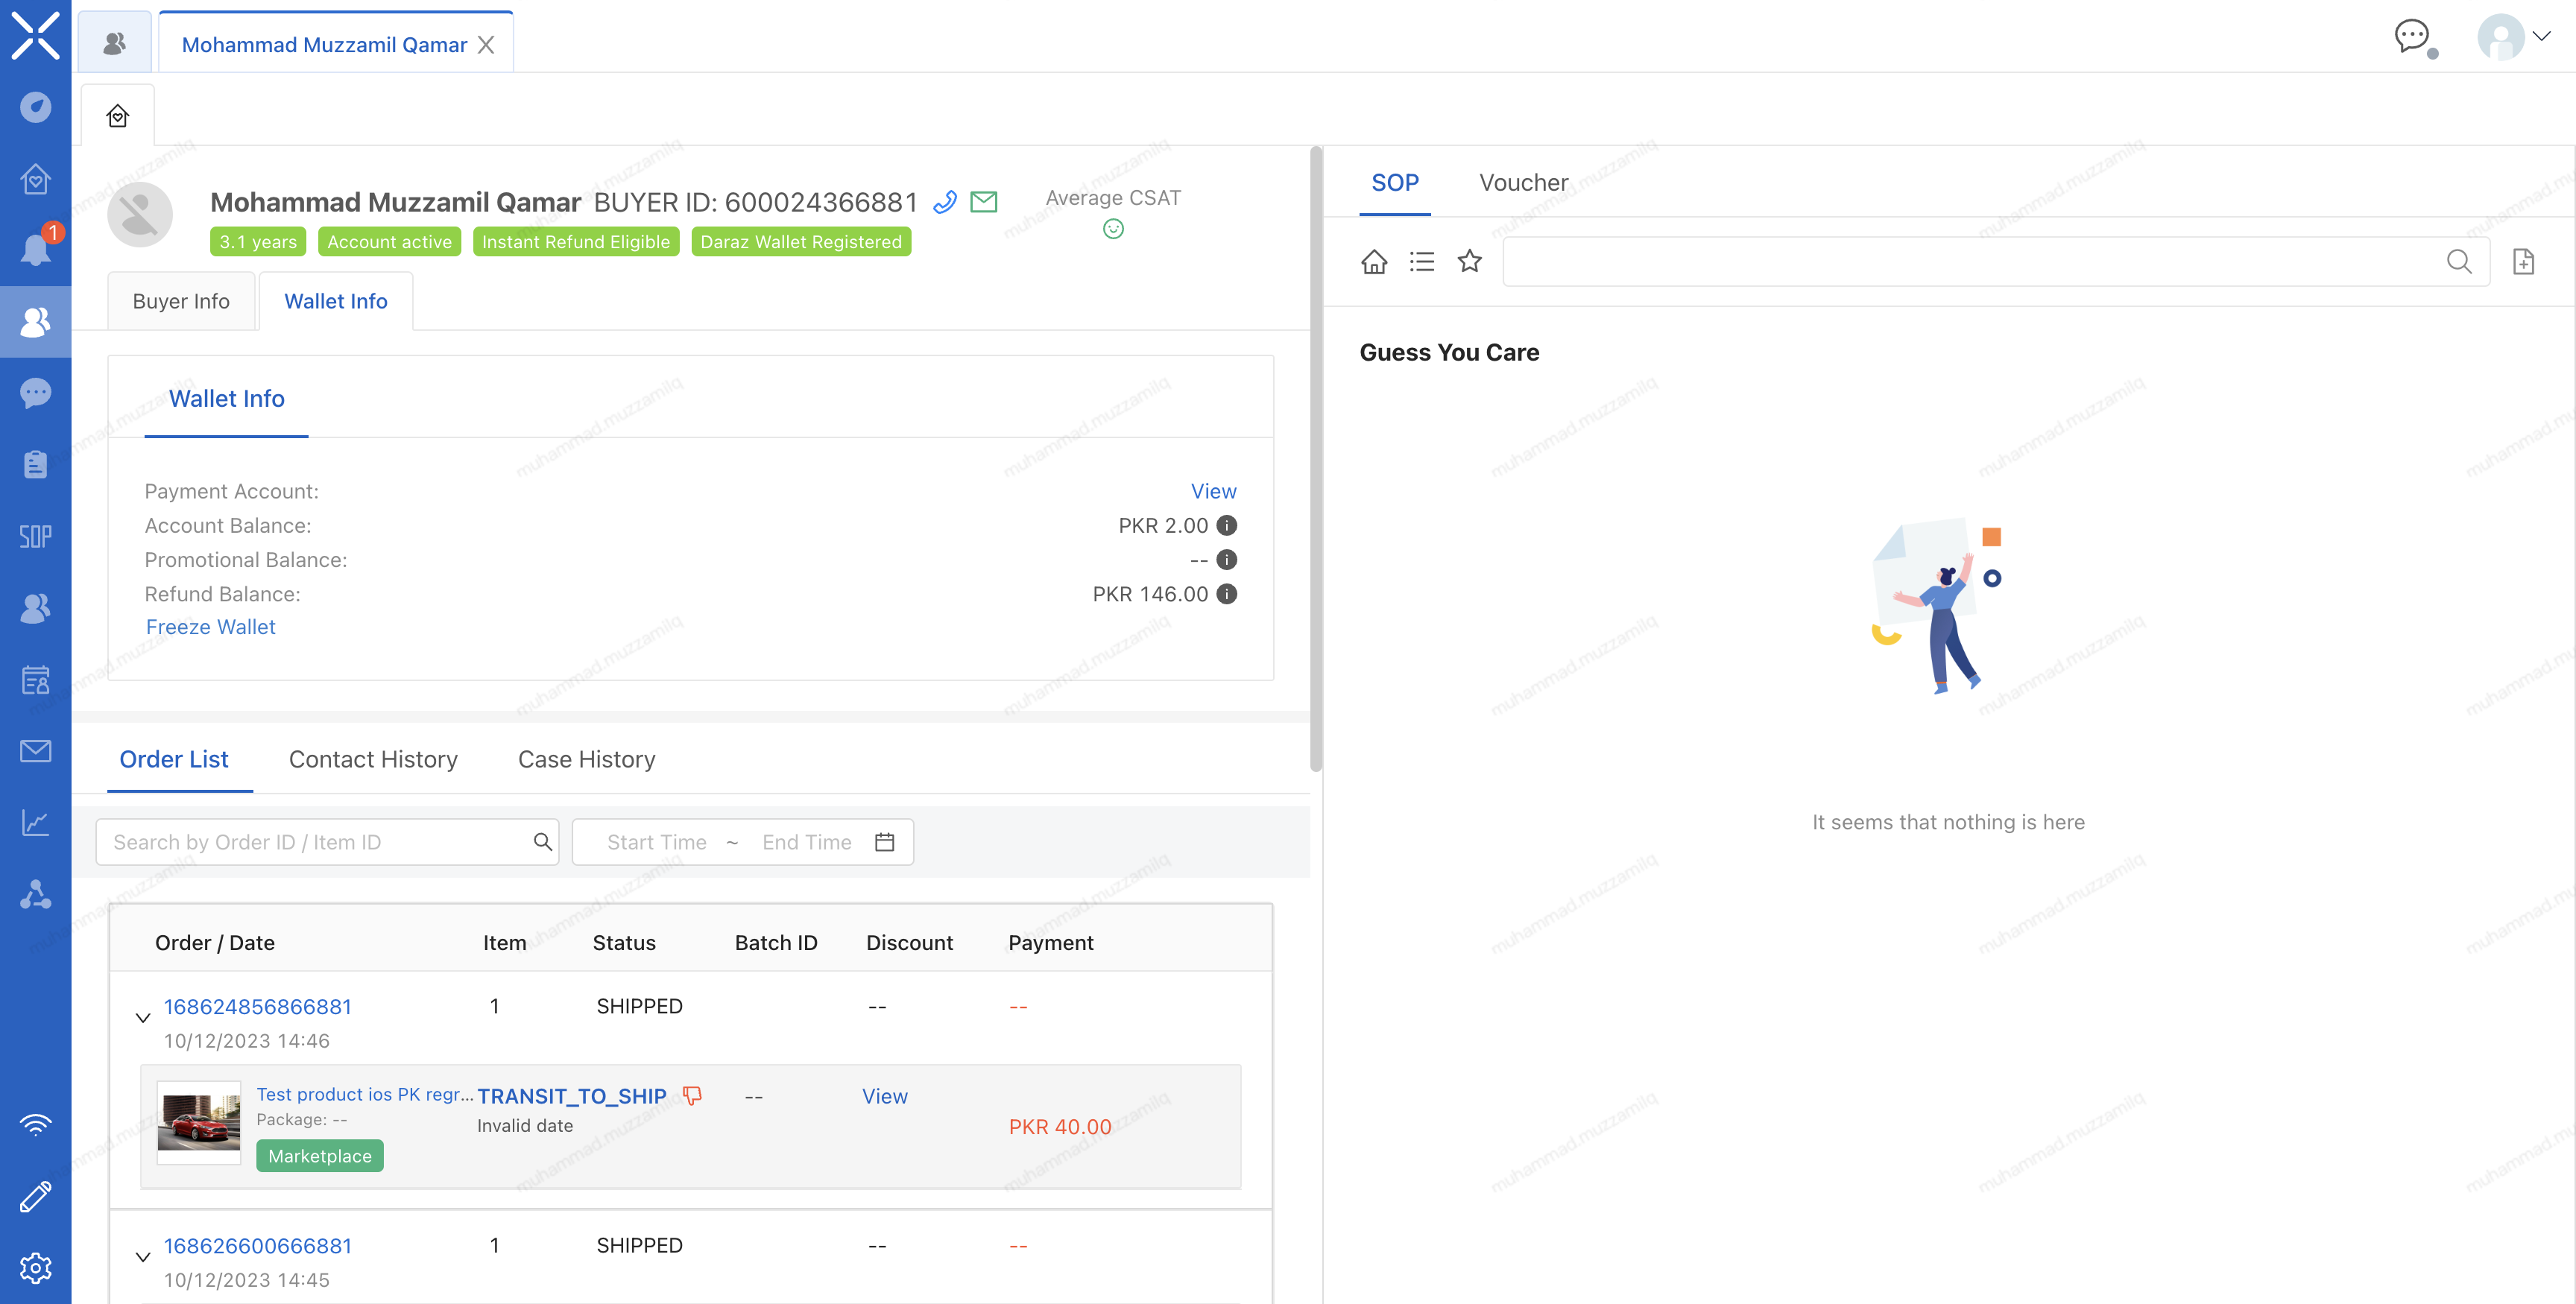 Mohammad Muzzamil Qamar
Mohammad Muzzamil Qamar BUYER ID: 600024366881
Average CSAT
3.1 years Account active Instant Refund Eligible Daraz Wallet Registered
Buyer Info Wallet Info
Wallet Info
Payment Account: View
Account Balance: PKR 2.00
Promotional Balance: --
Refund Balance: PKR 146.00
Freeze Wallet
Order List Contact History Case History
Search by Order ID / Item ID Start Time ~ End Time
Order / Date Item Status Batch ID Discount Payment
168624856866881 1 SHIPPED -- --
10/12/2023 14:46
Test product ios PK regr... TRANSIT_TO_SHIP -- View
Package: -- Invalid date PKR 40.00
Marketplace
168626600666881 1 SHIPPED -- --
10/12/2023 14:45
SOP Voucher
Guess You Care
It seems that nothing is here
1
SOP
muhammad.muzzamilq